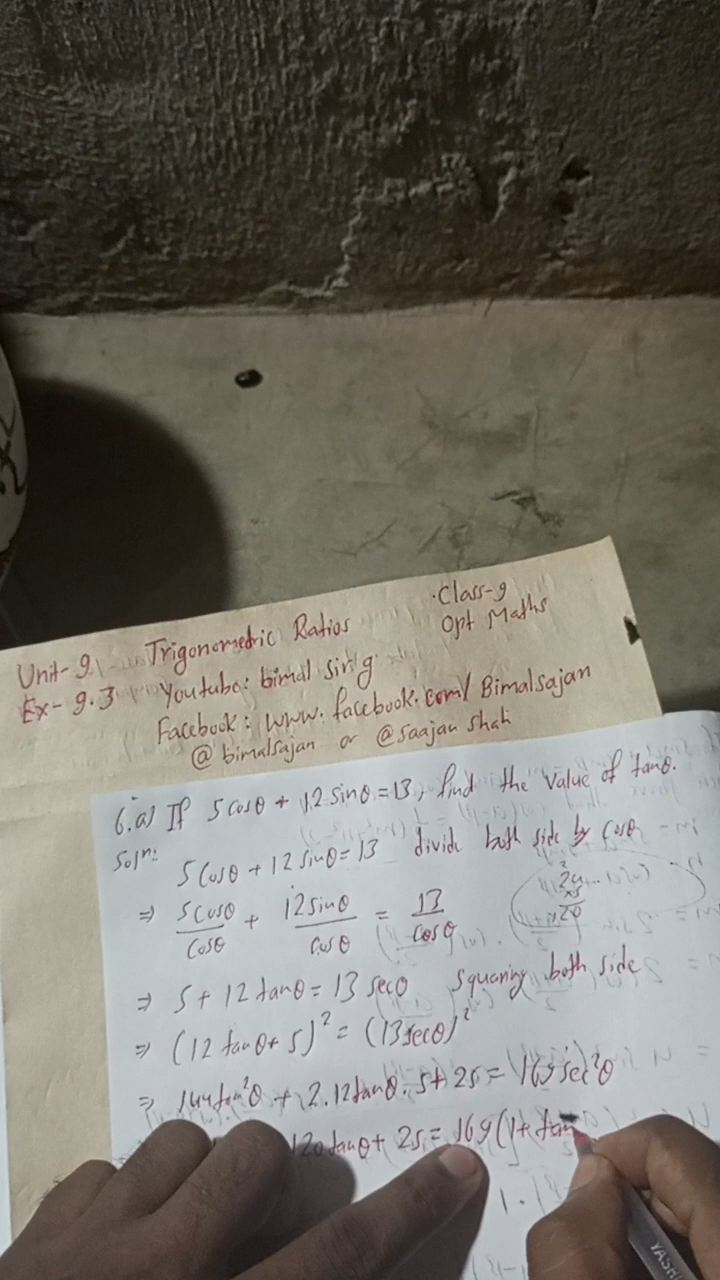 Unit-9 Trigonometric Ratios
Class-9
Opt Maths
Ex- 9.3 Youtube: bimal sir g
Facebook: www.facebook.com/Bimalsajan
@bimalsajan or @saajan shah
6.a) If 5cosθ + 12sinθ = 13, find the value of tanθ.
Solⁿ:
5cosθ + 12sinθ = 13 divide both side by cosθ
⇒ 5cosθ/cosθ + 12sinθ/cosθ = 13/cosθ
⇒ 5 + 12tanθ = 13secθ squaring both side
⇒ (12tanθ + 5)² = (13secθ)²
⇒ 144tan²θ + 2.12tanθ.5 + 25 = 169sec²θ
120tanθ + 25 = 169(1+tan